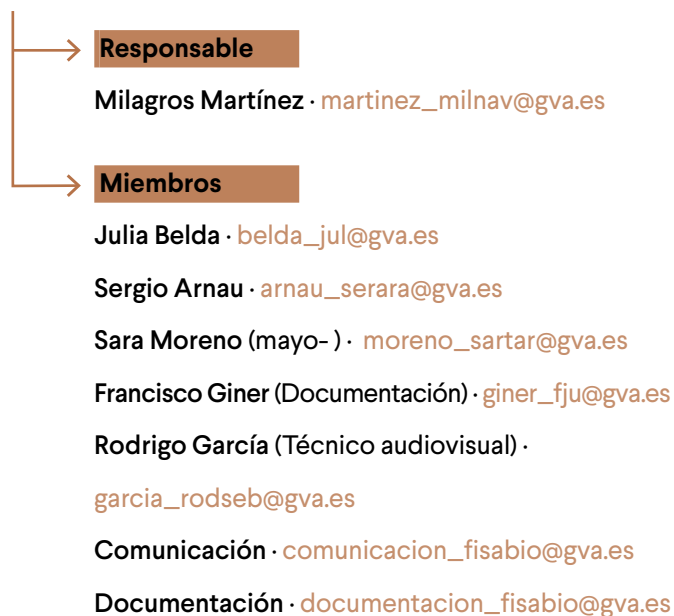 Responsable
Milagros Martínez · martinez_milnav@gva.es
Miembros
Julia Belda · belda_jul@gva.es
Sergio Arnau · arnau_serara@gva.es
Sara Moreno (mayo- ) · moreno_sartar@gva.es
Francisco Giner (Documentación) · giner_fju@gva.es
Rodrigo García (Técnico audiovisual) ·
garcia_rodseb@gva.es
Comunicación · comunicacion_fisabio@gva.es
Documentación · documentacion_fisabio@gva.es